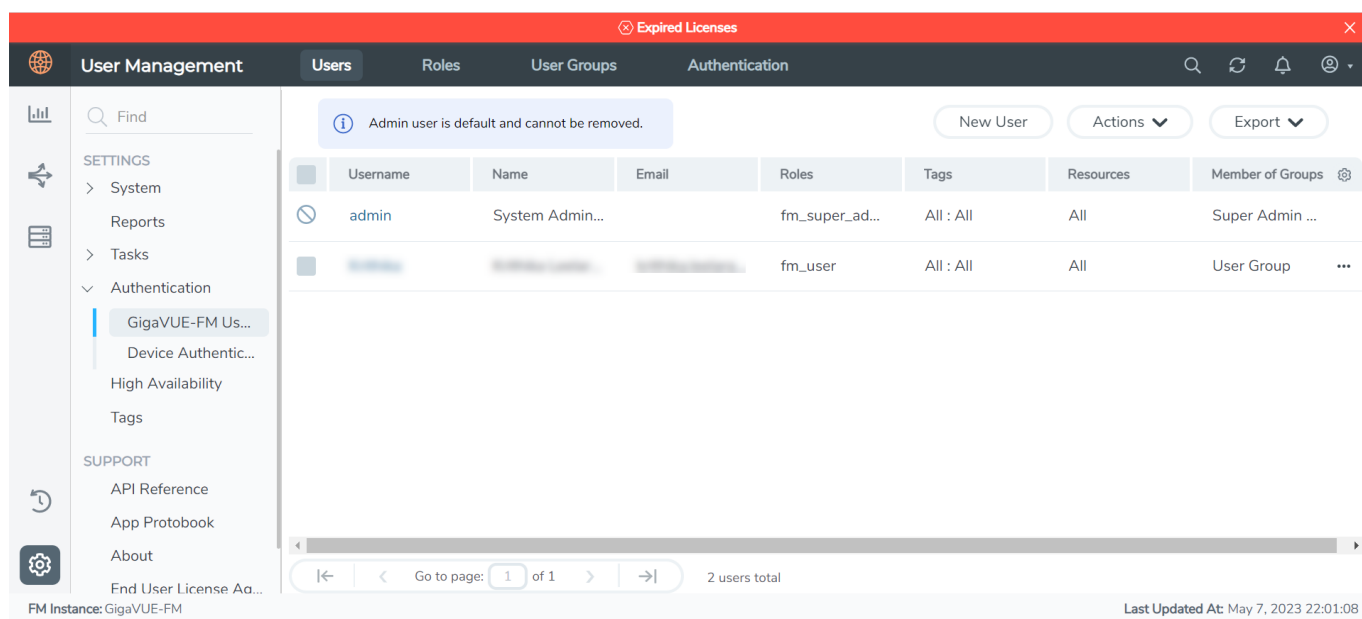 Expired Licenses
User Management Users Roles User Groups Authentication
Find
Admin user is default and cannot be removed.
New User Actions Export
SETTINGS
System
Reports
Tasks
Authentication
GigaVUE-FM Us...
Device Authentic...
High Availability
Tags
SUPPORT
API Reference
App Protobook
About
End User License Ag...
Username Name Email Roles Tags Resources Member of Groups
admin System Admin... fm_super_ad... All : All All Super Admin ...
fm_user All : All All User Group ...
Go to page: 1 of 1 2 users total
FM Instance: GigaVUE-FM Last Updated At: May 7, 2023 22:01:08